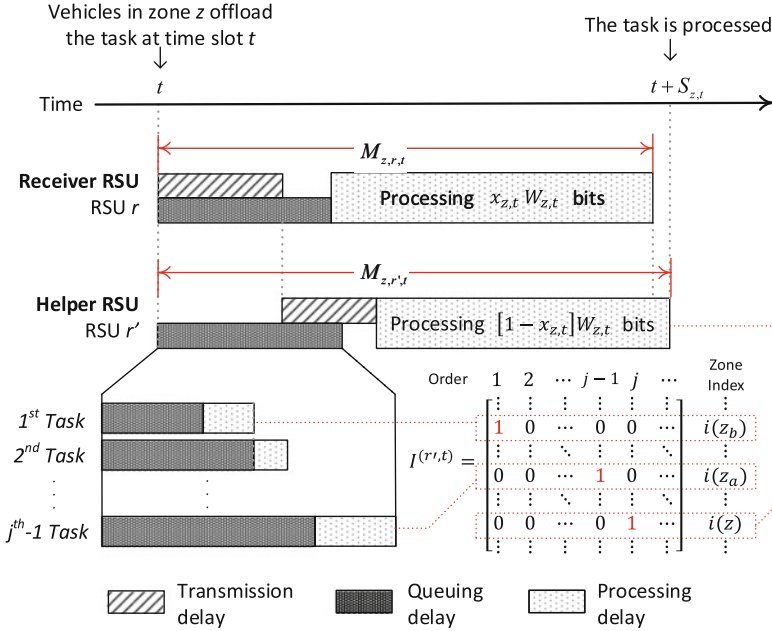 Vehicles in zone z offload
the task at time slot t
The task is processed
t
t + S_{z,t}
Time
M_{z,r,t}
Receiver RSU
RSU r
Processing x_{z,t} W_{z,t} bits
M_{z,r',t}
Helper RSU
RSU r'
Processing [1 − x_{z,t}]W_{z,t} bits
Order 1 2 ⋯ j − 1 j ⋯ Zone
Index
1st Task
1 0 ⋯ 0 0 ⋯ i(z_b)
2nd Task
I^{(r',t)} =
0 0 ⋯ 1 0 ⋯ i(z_a)
jth-1 Task
0 0 ⋯ 0 1 ⋯ i(z)
Transmission
delay
Queuing
delay
Processing
delay